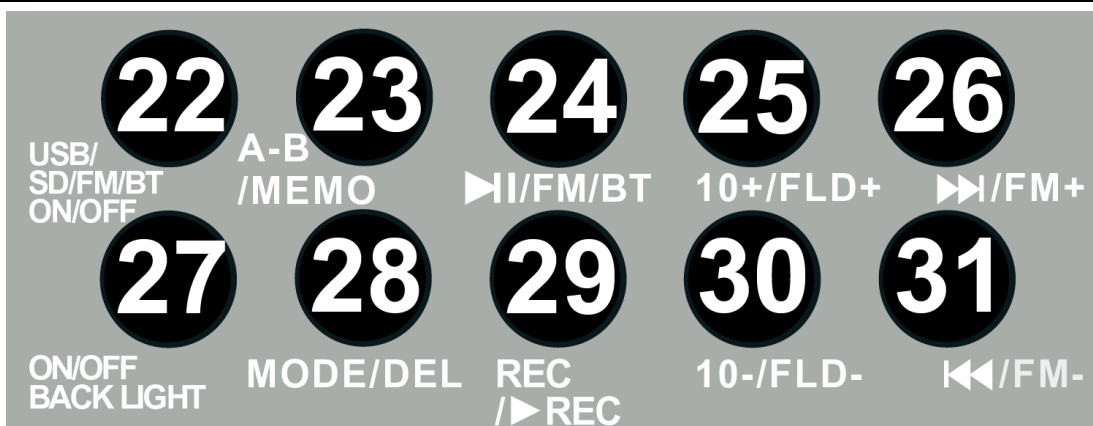 22 23 24 25 26
USB/
SD/FM/BT
ON/OFF
A-B
/MEMO
▶II/FM/BT
10+/FLD+
▶▶I/FM+
27 28 29 30 31
ON/OFF
BACK LIGHT
MODE/DEL
REC
/▶REC
10-/FLD-
I◀◀/FM-